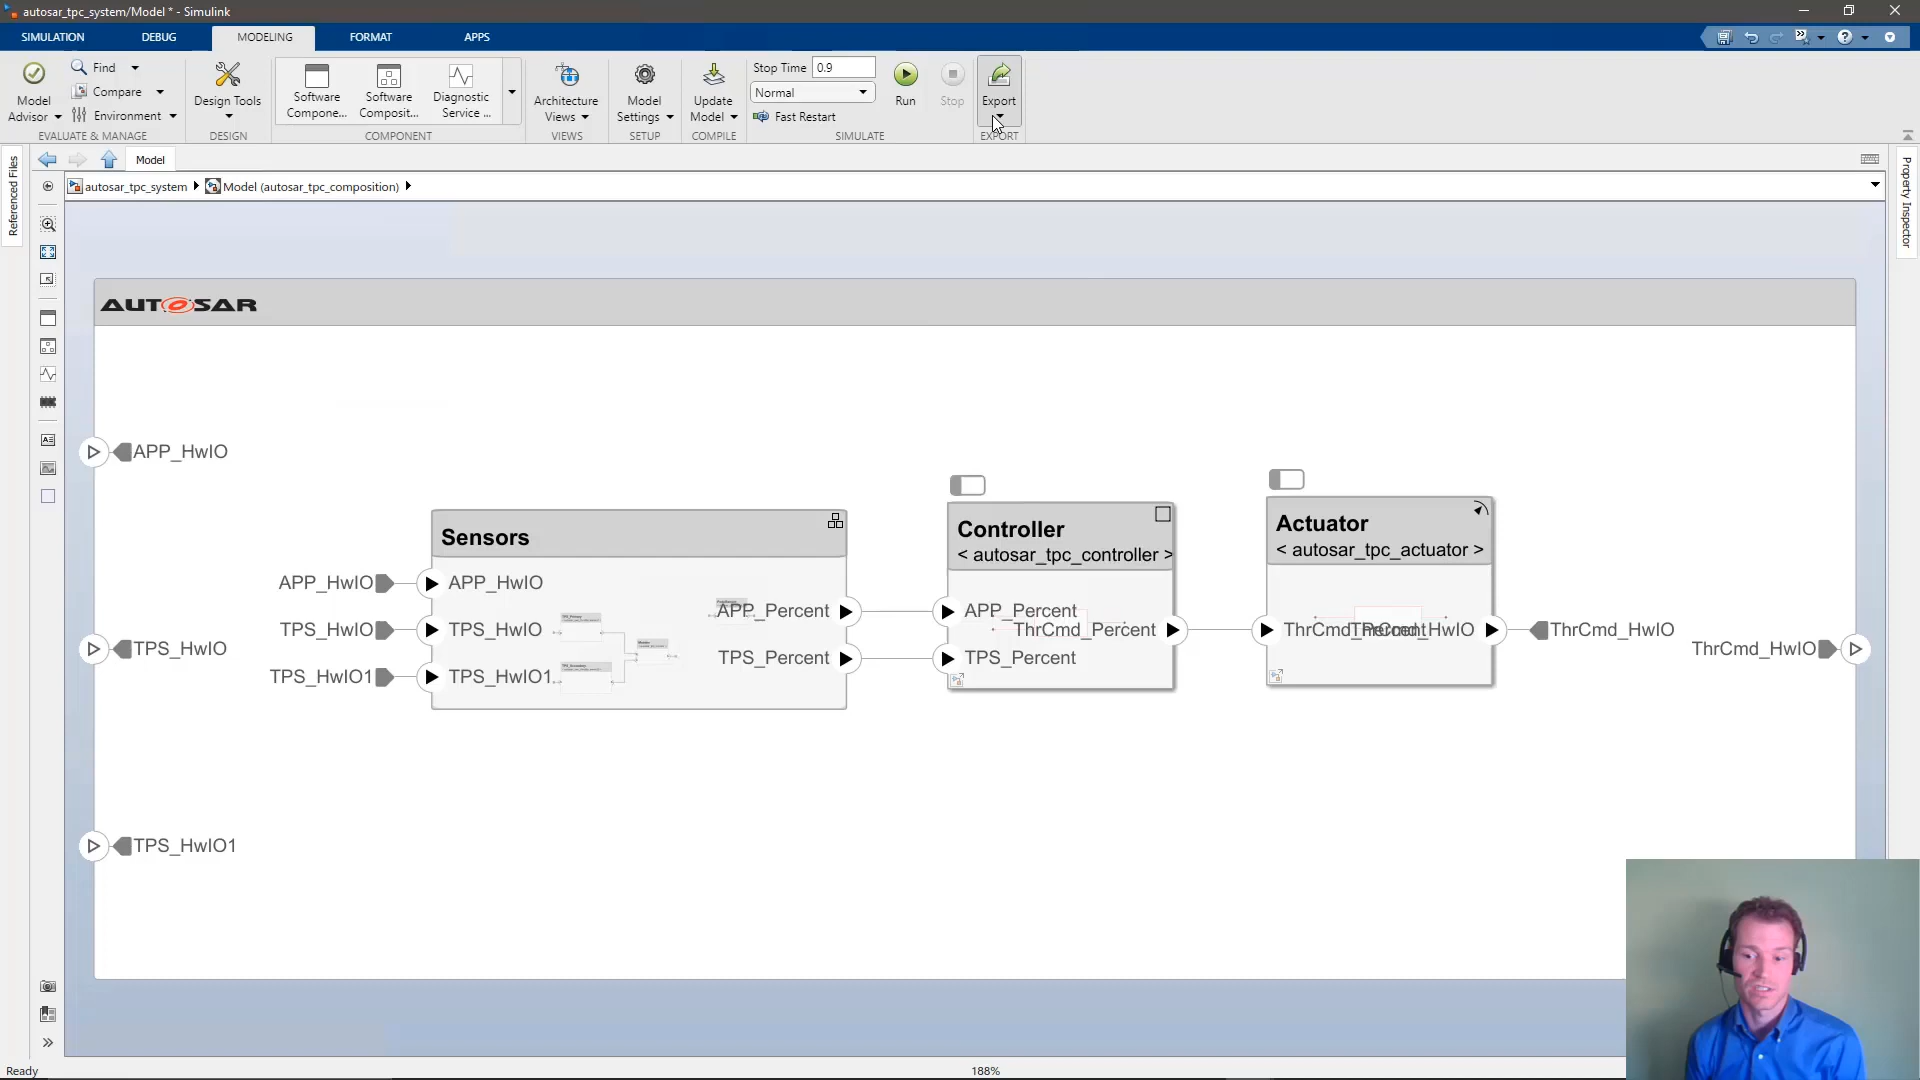 autosar_tpc_system/Model * - Simulink
SIMULATION
DEBUG
MODELING
FORMAT
APPS
Model
Advisor
Find
Compare
Environment
EVALUATE & MANAGE
Design Tools
DESIGN
Software
Compone...
Software
Composit...
Diagnostic
Service ...
COMPONENT
Architecture
Views
VIEWS
Model
Settings
SETUP
Update
Model
COMPILE
Stop Time 0.9
Normal
Fast Restart
Run
Stop
SIMULATE
Export
EXPORT
Referenced Files
Property Inspector
Model
autosar_tpc_system
Model (autosar_tpc_composition)
AUTOSAR
APP_HwIO
TPS_HwIO
TPS_HwIO1
APP_HwIO
TPS_HwIO
TPS_HwIO1
Sensors
APP_HwIO
TPS_HwIO
TPS_HwIO1
APP_Percent
TPS_Percent
Controller
< autosar_tpc_controller >
APP_Percent
ThrCmd_Percent
TPS_Percent
Actuator
< autosar_tpc_actuator >
ThrCmd_Percent
ThrCmd_HwIO
ThrCmd_HwIO
ThrCmd_HwIO
Ready
188%